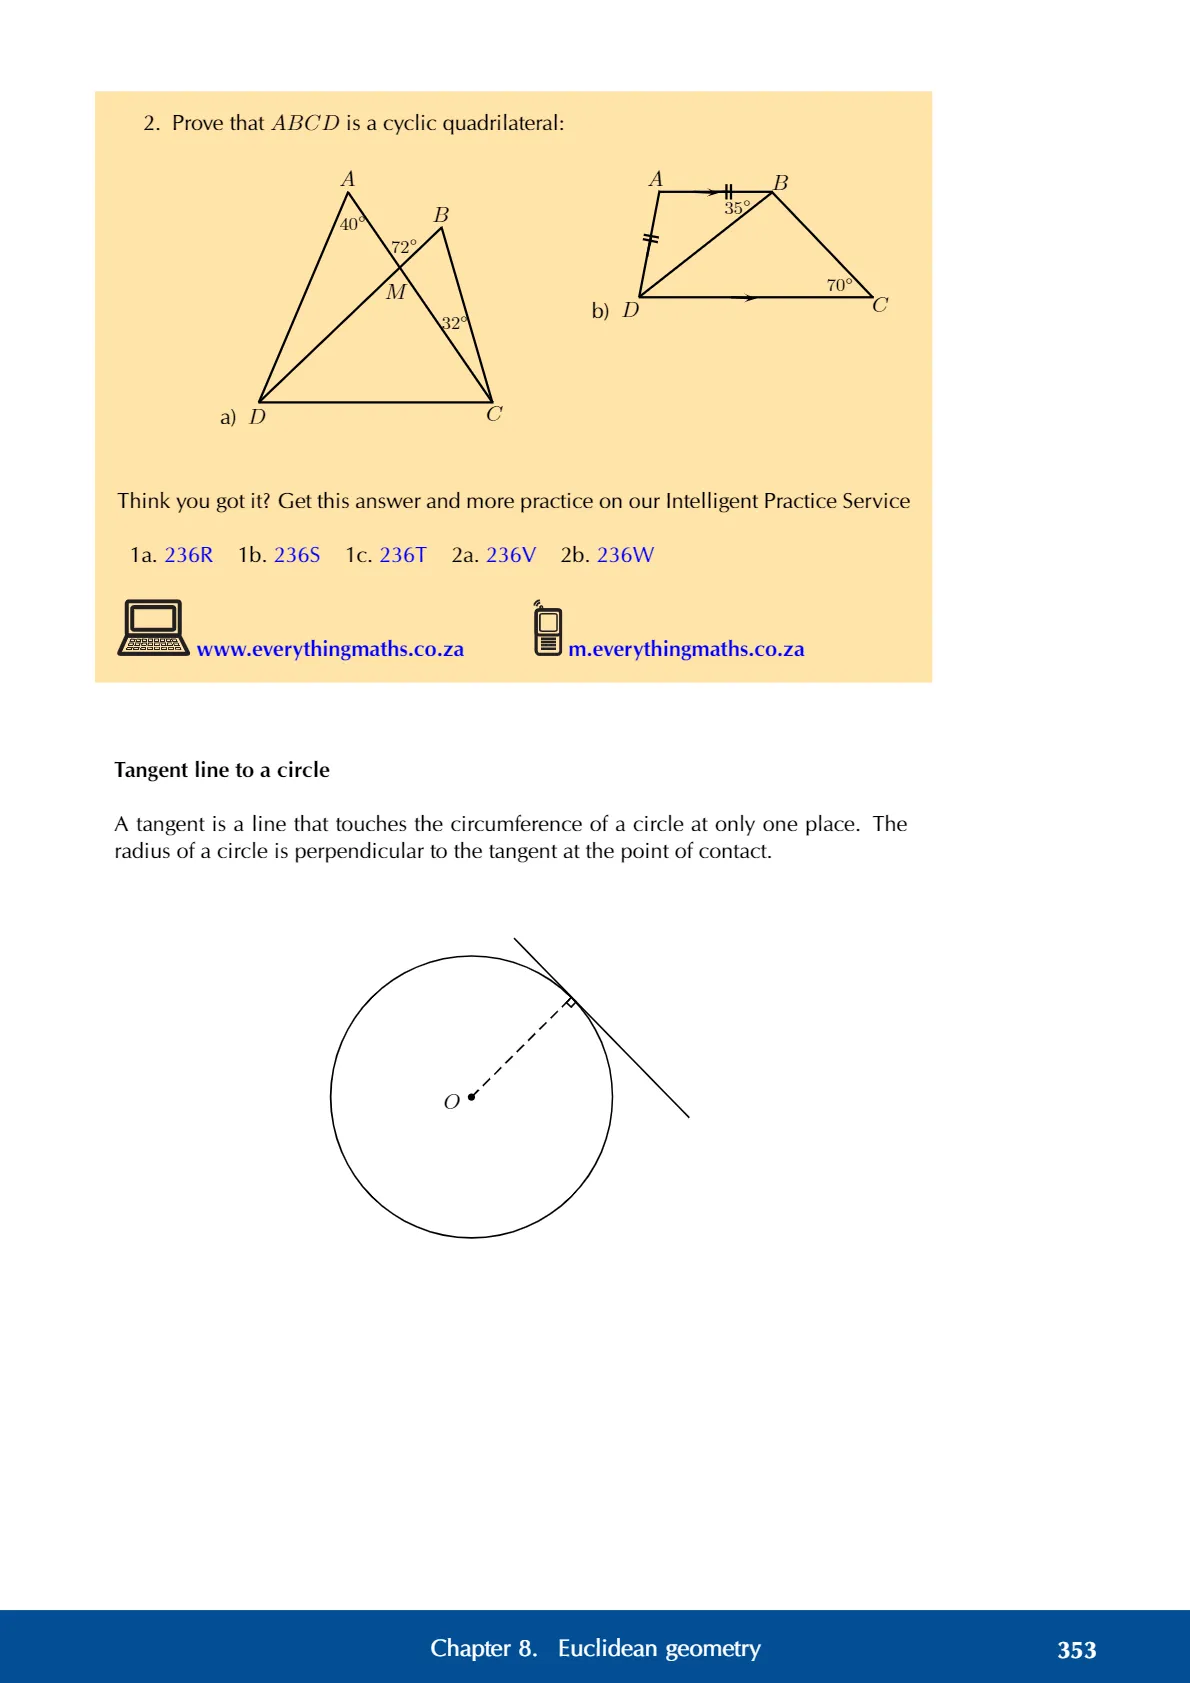 2. Prove that ABCD is a cyclic quadrilateral:
A
40°
B
72°
M
32°
a) D
C
A
B
35°
70°
b) D
C
Think you got it? Get this answer and more practice on our Intelligent Practice Service
1a. 236R 1b. 236S 1c. 236T 2a. 236V 2b. 236W
www.everythingmaths.co.za
m.everythingmaths.co.za
Tangent line to a circle
A tangent is a line that touches the circumference of a circle at only one place. The
radius of a circle is perpendicular to the tangent at the point of contact.
O
Chapter 8. Euclidean geometry
353